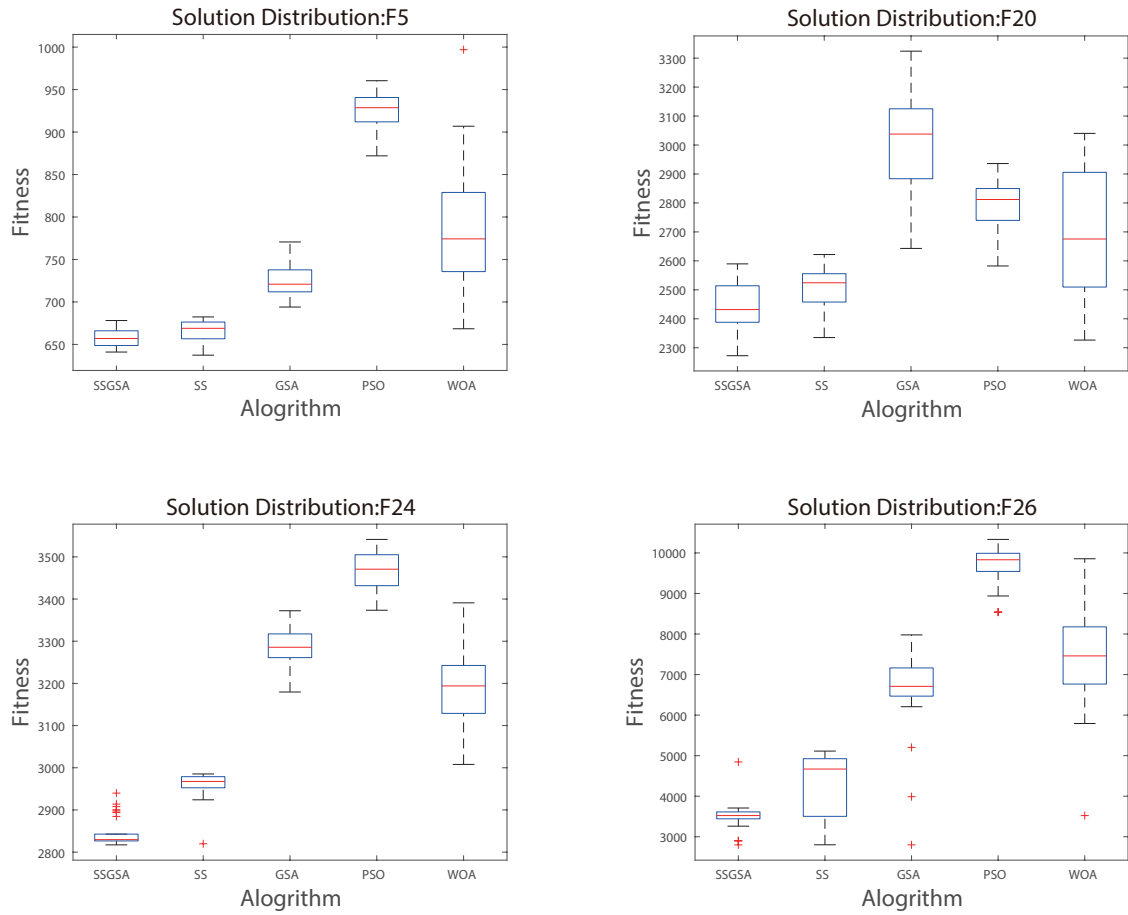 Solution Distribution:F5
1000
950
900
850
800
750
700
650
Fitness
SSGSA SS GSA PSO WOA
Alogrithm
Solution Distribution:F20
3300
3200
3100
3000
2900
2800
2700
2600
2500
2400
2300
Fitness
SSGSA SS GSA PSO WOA
Alogrithm
Solution Distribution:F24
3500
3400
3300
3200
3100
3000
2900
2800
Fitness
SSGSA SS GSA PSO WOA
Alogrithm
Solution Distribution:F26
10000
9000
8000
7000
6000
5000
4000
3000
Fitness
SSGSA SS GSA PSO WOA
Alogrithm